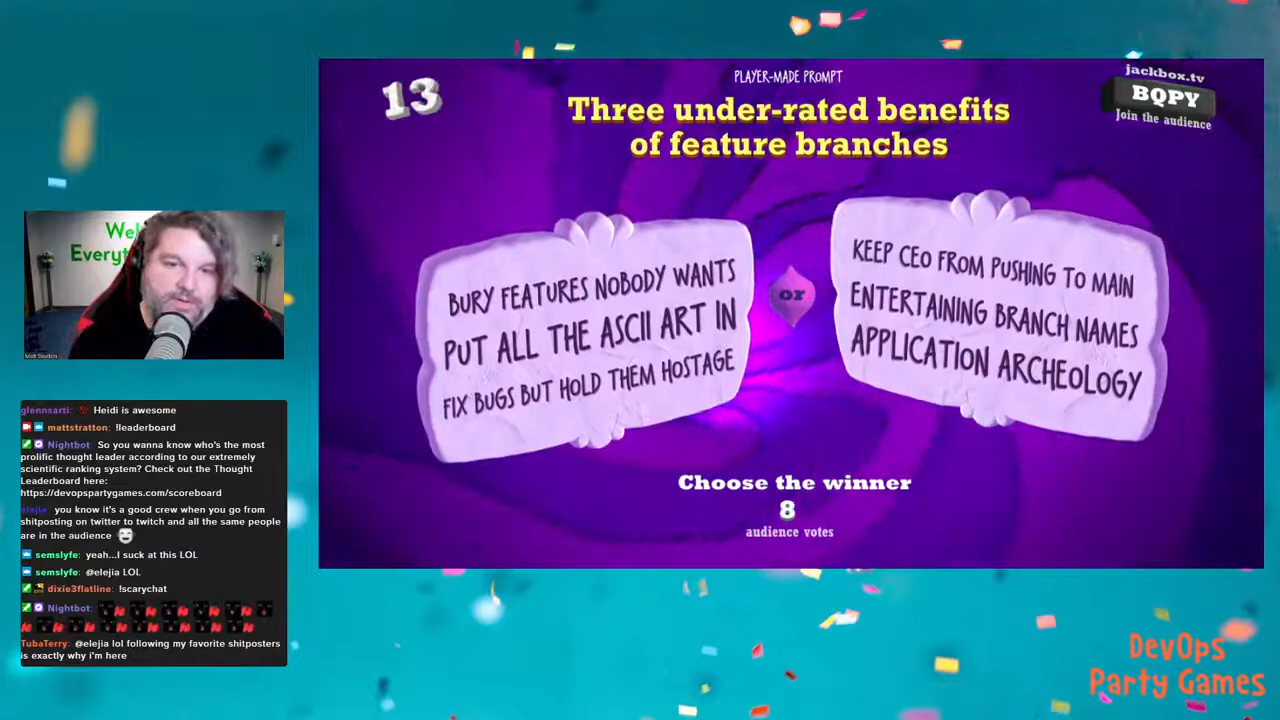 13
PLAYER-MADE PROMPT
Three under-rated benefits
of feature branches
jackbox.tv
BQPY
Join the audience
BURY FEATURES NOBODY WANTS
PUT ALL THE ASCII ART IN
FIX BUGS BUT HOLD THEM HOSTAGE
or
KEEP CEO FROM PUSHING TO MAIN
ENTERTAINING BRANCH NAMES
APPLICATION ARCHEOLOGY
Choose the winner
8
audience votes
Wel
Everythi
glennsarti: Heidi is awesome
mattstratton: !leaderboard
Nightbot: So you wanna know who's the most
prolific thought leader according to our extremely
scientific ranking system? Check out the Thought
Leaderboard here:
https://devopspartygames.com/scoreboard
elejia: you know it's a good crew when you go from
shitposting on twitter to twitch and all the same people
are in the audience
semslyfe: yeah...I suck at this LOL
semslyfe: @elejia LOL
dixie3flatline: !scarychat
Nightbot:
TubaTerry: @elejia lol following my favorite shitposters
is exactly why i'm here
DevOps
Party Games